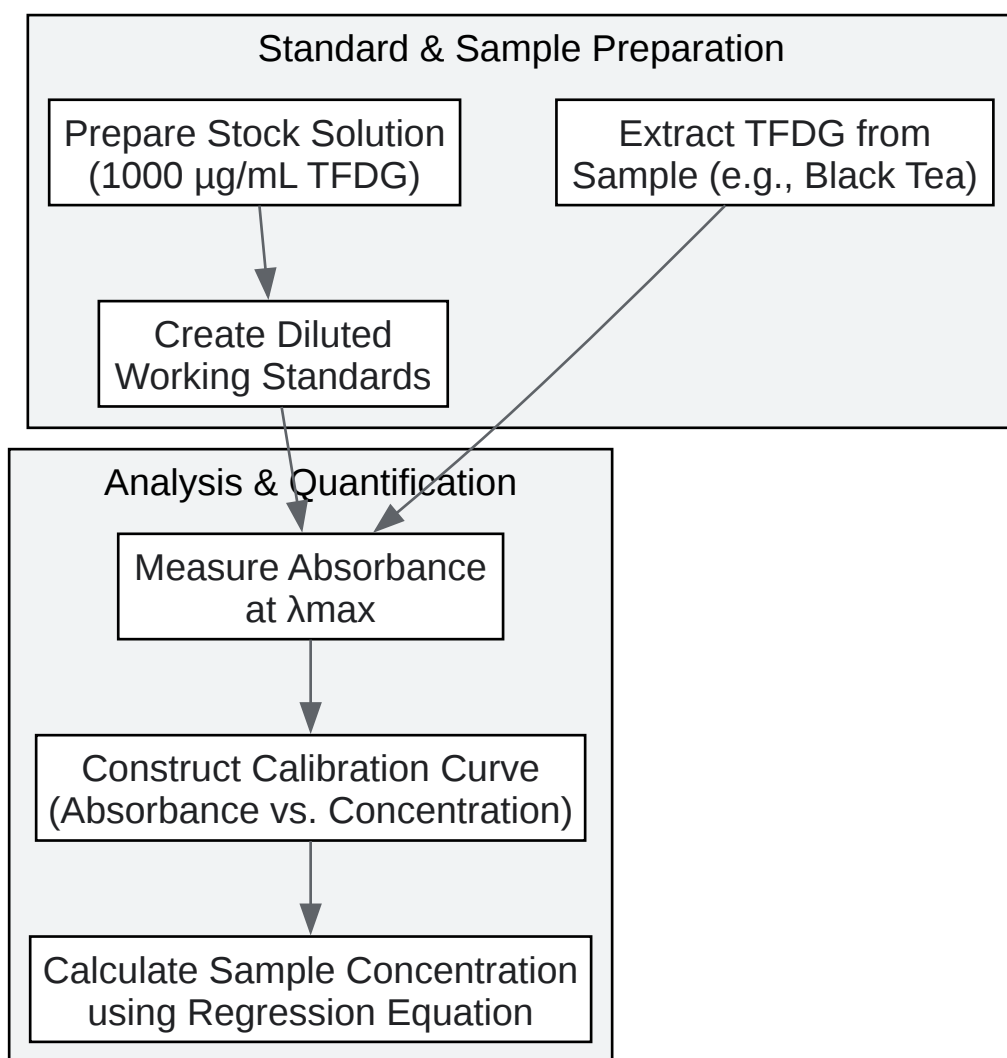 Standard & Sample Preparation
Prepare Stock Solution
(1000 µg/mL TFDG)
Extract TFDG from
Sample (e.g., Black Tea)
Create Diluted
Working Standards
Analysis & Quantification
Measure Absorbance
at λmax
Construct Calibration Curve
(Absorbance vs. Concentration)
Calculate Sample Concentration
using Regression Equation